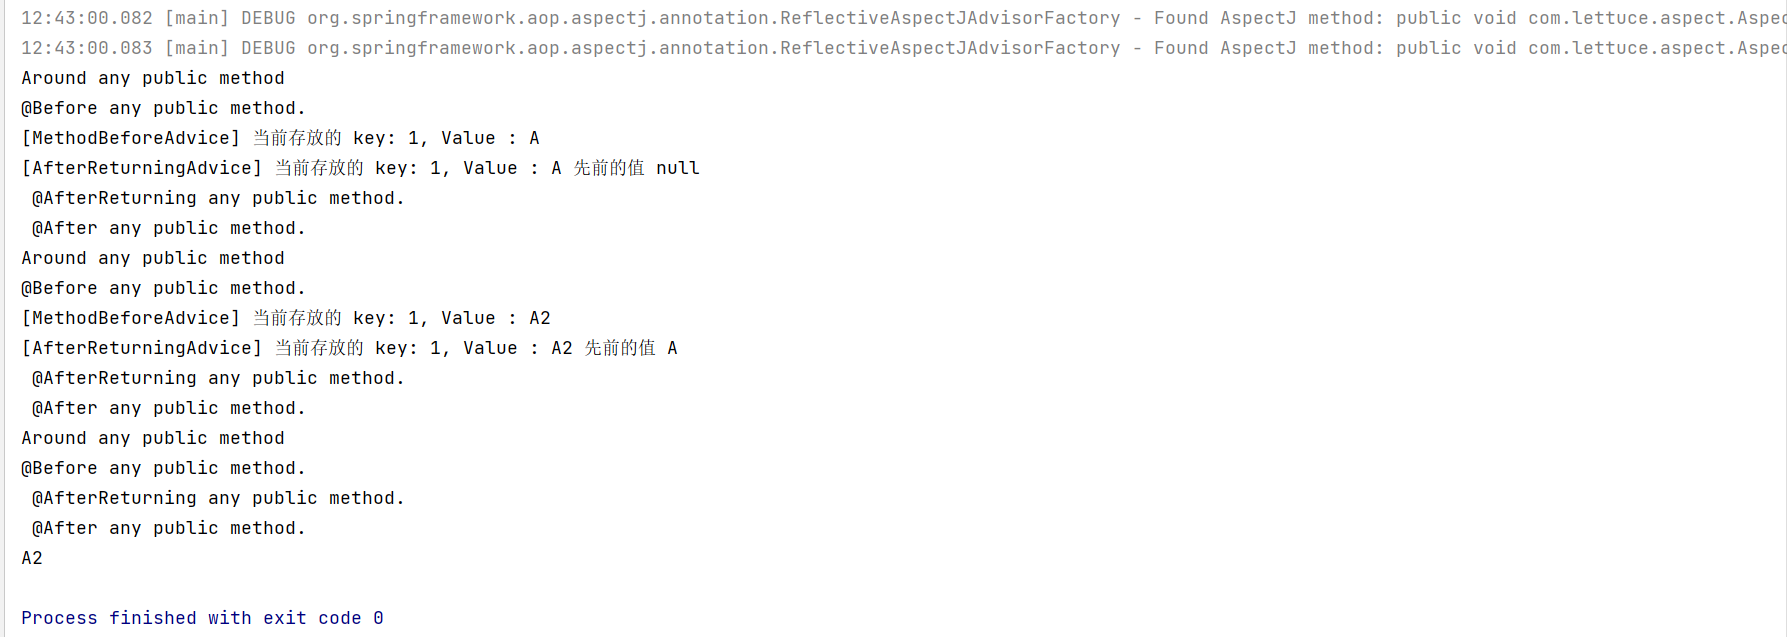 12:43:00.082 [main] DEBUG org.springframework.aop.aspectj.annotation.ReflectiveAspectJAdvisorFactory - Found AspectJ method: public void com.lettuce.aspect.Aspec
12:43:00.083 [main] DEBUG org.springframework.aop.aspectj.annotation.ReflectiveAspectJAdvisorFactory - Found AspectJ method: public void com.lettuce.aspect.Aspec
Around any public method
@Before any public method.
[MethodBeforeAdvice] 当前存放的 key: 1, Value : A
[AfterReturningAdvice] 当前存放的 key: 1, Value : A 先前的值 null
 @AfterReturning any public method.
 @After any public method.
Around any public method
@Before any public method.
[MethodBeforeAdvice] 当前存放的 key: 1, Value : A2
[AfterReturningAdvice] 当前存放的 key: 1, Value : A2 先前的值 A
 @AfterReturning any public method.
 @After any public method.
Around any public method
@Before any public method.
 @AfterReturning any public method.
 @After any public method.
A2
Process finished with exit code 0